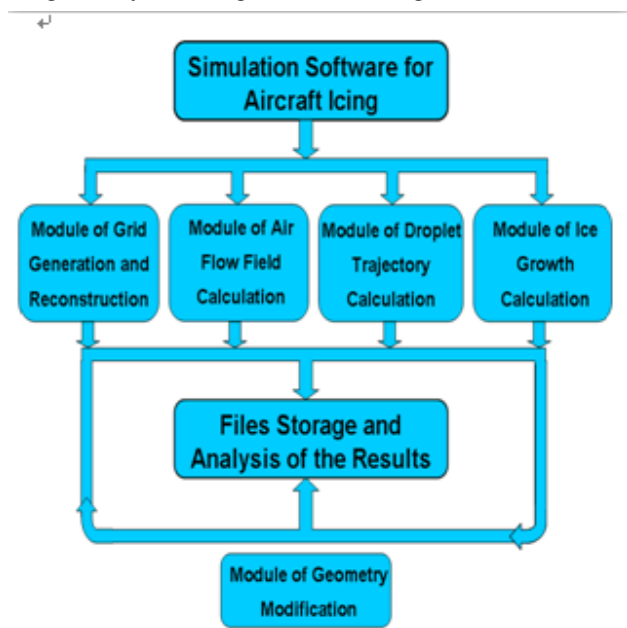 Simulation Software for
Aircraft Icing
Module of Grid
Generation and
Reconstruction
Module of Air
Flow Field
Calculation
Module of Droplet
Trajectory
Calculation
Module of Ice
Growth
Calculation
Files Storage and
Analysis of the Results
Module of Geometry
Modification